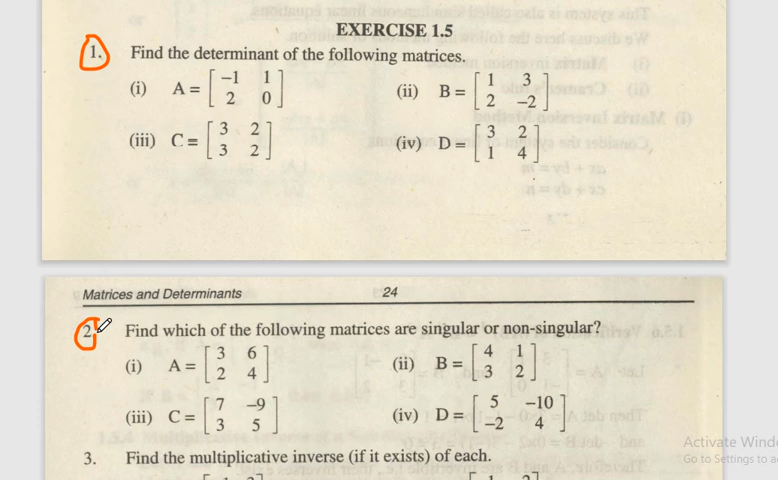 EXERCISE 1.5
1. Find the determinant of the following matrices.
(i) A = [ −1 1
2 0 ]
(ii) B = [ 1 3
2 −2 ]
(iii) C = [ 3 2
3 2 ]
(iv) D = [ 3 2
1 4 ]
Matrices and Determinants 24
2. Find which of the following matrices are singular or non-singular?
(i) A = [ 3 6
2 4 ]
(ii) B = [ 4 1
3 2 ]
(iii) C = [ 7 −9
3 5 ]
(iv) D = [ 5 −10
−2 4 ]
3. Find the multiplicative inverse (if it exists) of each.
Activate Wind
Go to Settings to a